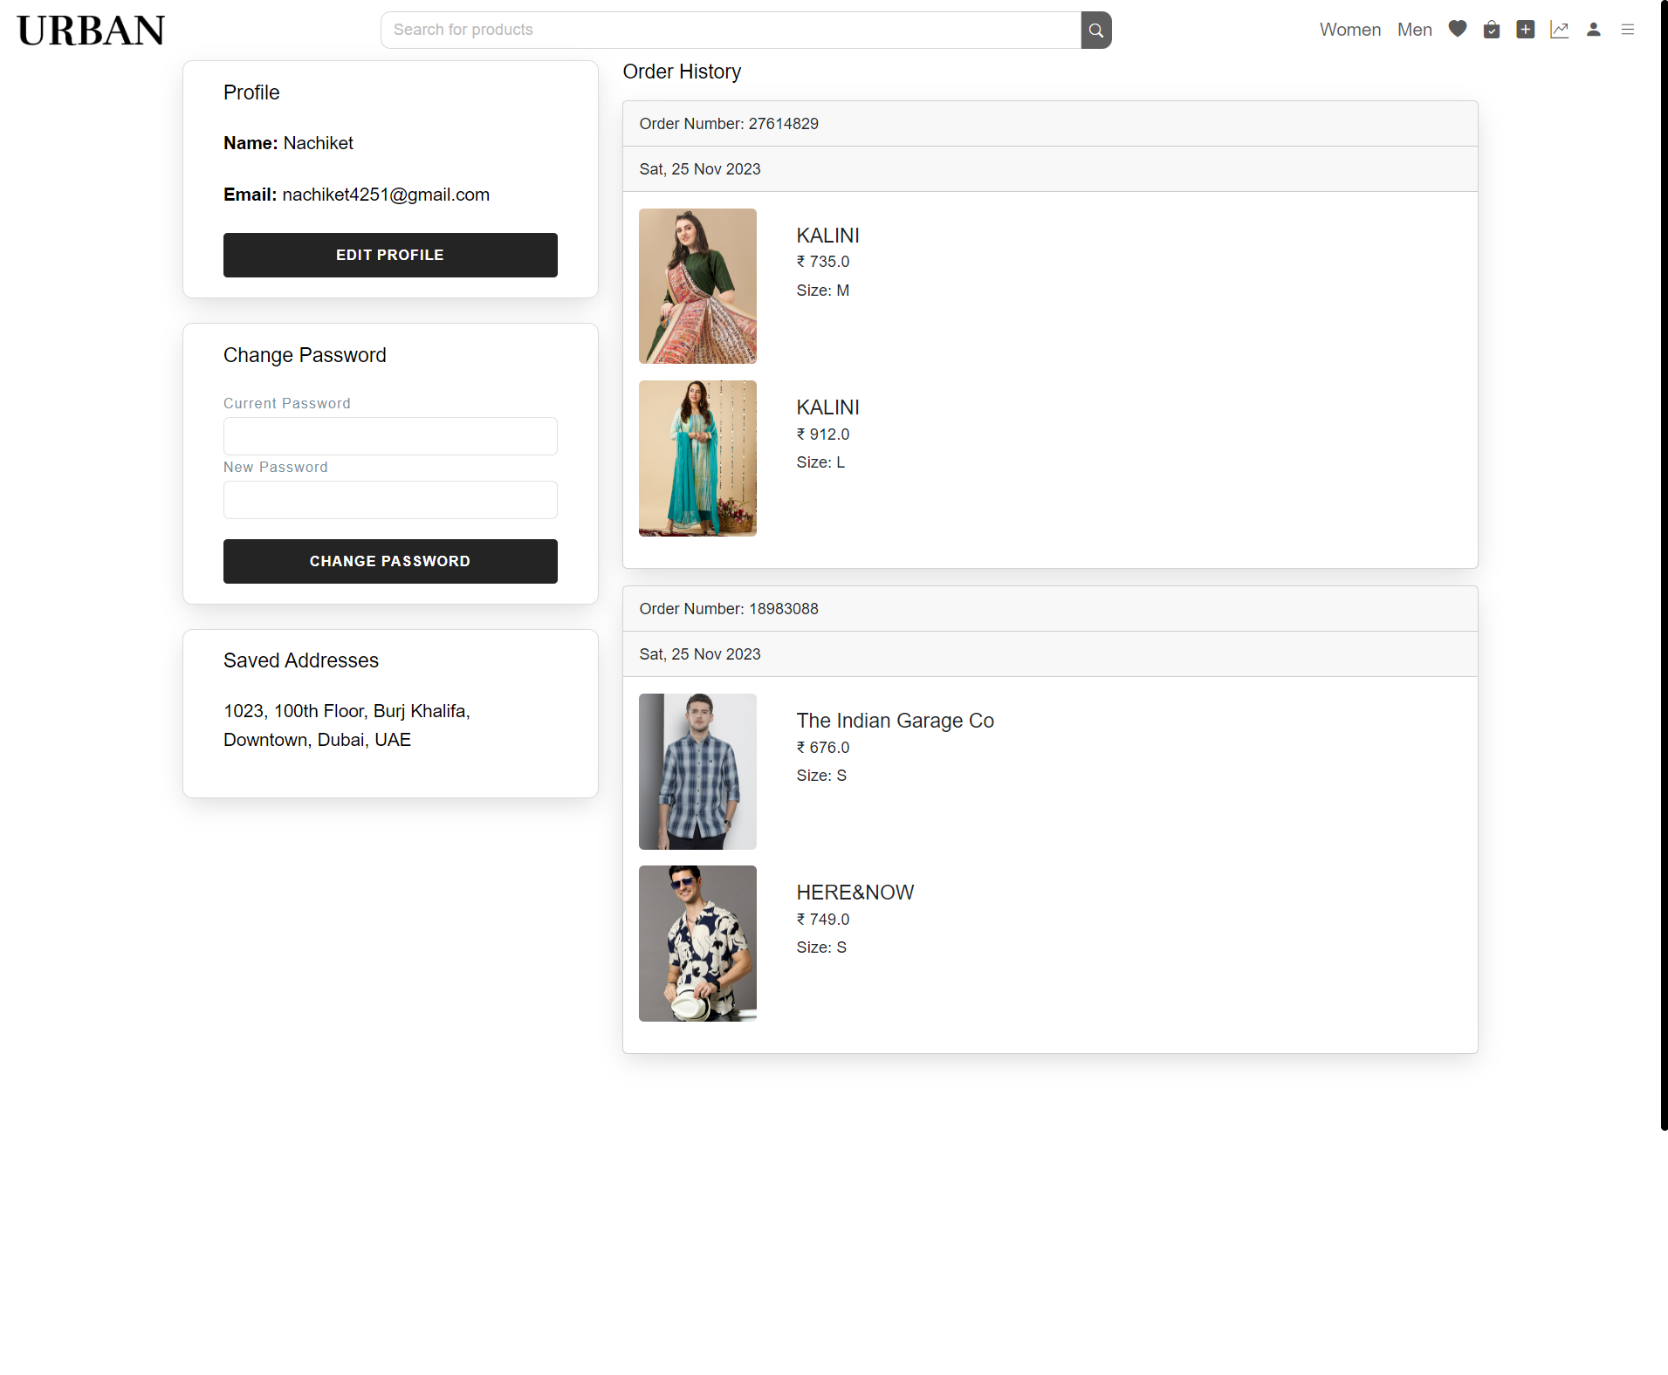 URBAN
Search for products
Women Men
Profile
Name: Nachiket
Email: nachiket4251@gmail.com
EDIT PROFILE
Change Password
Current Password
New Password
CHANGE PASSWORD
Saved Addresses
1023, 100th Floor, Burj Khalifa,
Downtown, Dubai, UAE
Order History
Order Number: 27614829
Sat, 25 Nov 2023
KALINI
₹ 735.0
Size: M
KALINI
₹ 912.0
Size: L
Order Number: 18983088
Sat, 25 Nov 2023
The Indian Garage Co
₹ 676.0
Size: S
HERE&NOW
₹ 749.0
Size: S